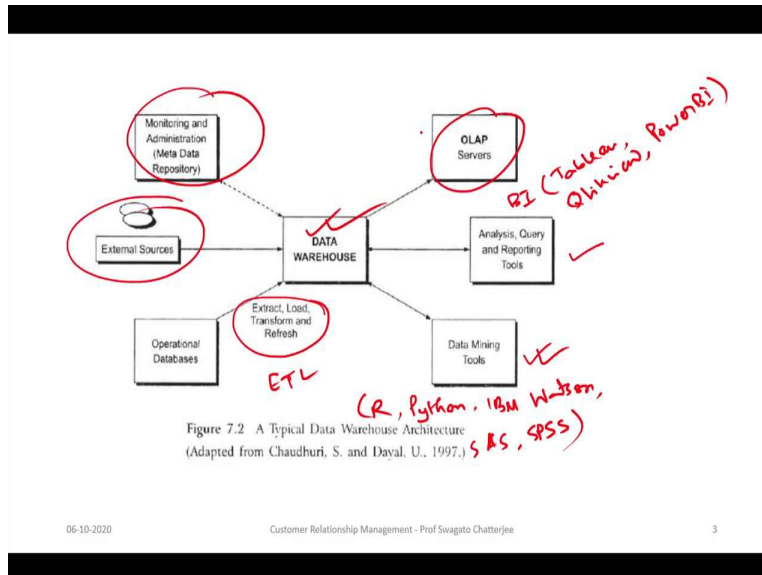 Monitoring and
Administration
(Meta Data
Repository)
OLAP
Servers
BI (Tableau,
Qlikview, PowerBI)
External Sources
DATA
WAREHOUSE
Analysis, Query
and Reporting
Tools
Extract, Load,
Transform and
Refresh
Operational
Databases
Data Mining
Tools
ETL
(R, Python, IBM Watson,
SAS, SPSS)
Figure 7.2 A Typical Data Warehouse Architecture
(Adapted from Chaudhuri, S. and Dayal, U., 1997.)
06-10-2020
Customer Relationship Management - Prof Swagato Chatterjee
3